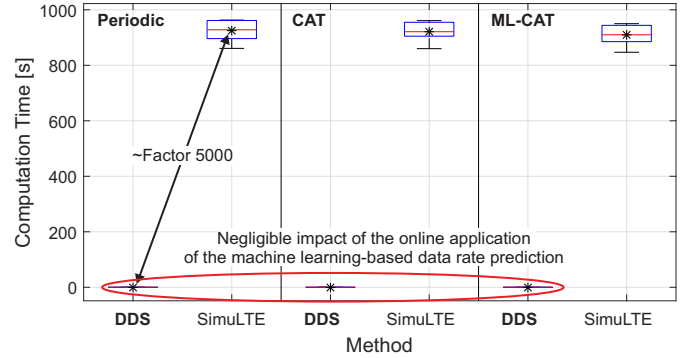 Periodic
CAT
ML-CAT
1000
800
600
400
200
0
Computation Time [s]
~Factor 5000
Negligible impact of the online application
of the machine learning-based data rate prediction
DDS SimuLTE DDS SimuLTE DDS SimuLTE
Method